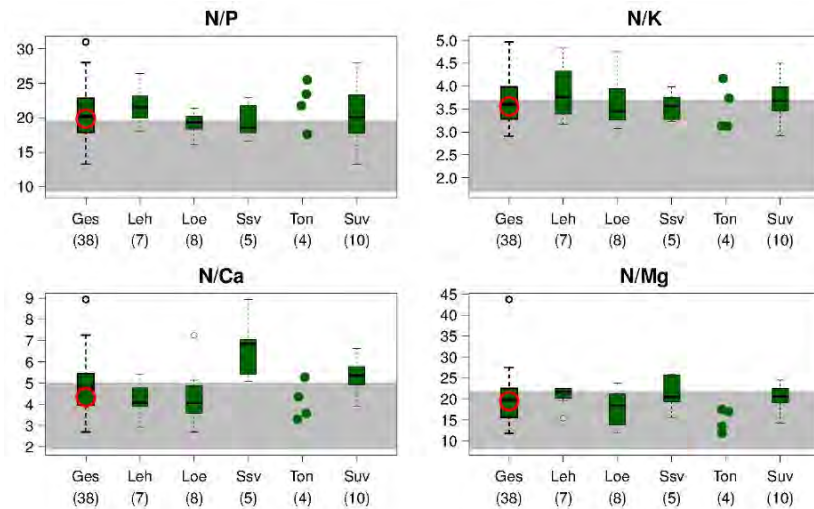 N/P
30
25
20
15
10
Ges Leh Loe Ssv Ton Suv
(38) (7) (8) (5) (4) (10)
N/K
5.0
4.5
4.0
3.5
3.0
2.5
2.0
Ges Leh Loe Ssv Ton Suv
(38) (7) (8) (5) (4) (10)
N/Ca
9
8
7
6
5
4
3
2
Ges Leh Loe Ssv Ton Suv
(38) (7) (8) (5) (4) (10)
N/Mg
45
40
35
30
25
20
15
10
Ges Leh Loe Ssv Ton Suv
(38) (7) (8) (5) (4) (10)